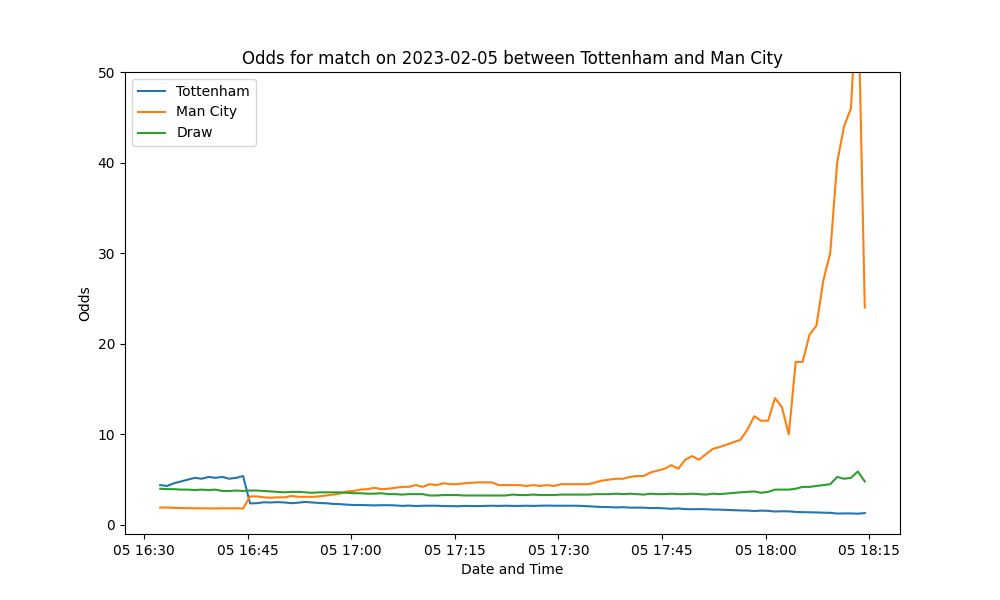 Odds for match on 2023-02-05 between Tottenham and Man City
Tottenham
Man City
Draw
Odds
50
40
30
20
10
0
05 16:30 05 16:45 05 17:00 05 17:15 05 17:30 05 17:45 05 18:00 05 18:15
Date and Time